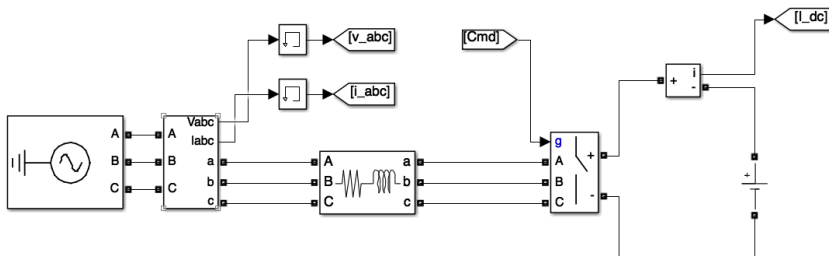 [I_dc]
[v_abc]
[Cmd]
i
+
-
[i_abc]
Vabc
A A
Iabc
g
B B
a A a A +
b B b B
C C
c C c C -
+